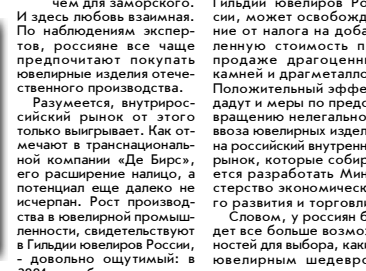 чем для заморского.
И здесь любовь взаимная.
По наблюдениям экспер-
тов, россияне все чаще
предпочитают покупать
ювелирные изделия отече-
ственного производства.
Разумеется, внутрирос-
сийский рынок от этого
только выигрывает. Как от-
мечают в транснациональ-
ной компании «Де Бирс»,
его расширение налицо, а
потенциал еще далеко не
исчерпан. Рост производ-
ства в ювелирной промыш-
ленности, свидетельствуют
в Гильдии ювелиров России,
- довольно ощутимый: в
Гильдии ювелиров Ро
сии, может освобожд
ние от налога на доба
ленную стоимость п
продаже драгоценн
камней и драгметалло
Положительный эффе
дадут и меры по предо
вращению нелегально
ввоза ювелирных издел
на российский внутренн
рынок, которые собир
ется разработать Мин
стерство экономическ
го развития и торговли
Словом, у россиян б
дет все больше возмо
ностей для выбора, како
ювелирным шедевро